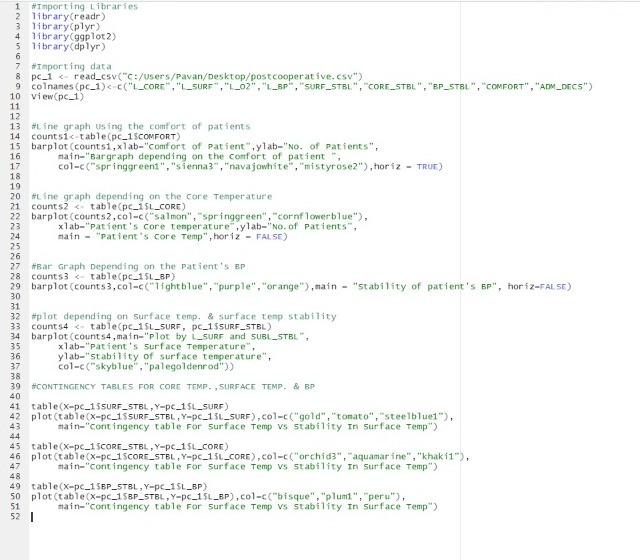 1 #Importing Libraries
2 library(readr)
3 library(plyr)
4 library(ggplot2)
5 library(dplyr)
6
7 #Importing data
8 pc_1 <- read_csv("C:/Users/Pavan/Desktop/postcooperative.csv")
9 colnames(pc_1)<-c("L_CORE","L_SURF","L_O2","L_BP","SURF_STBL","CORE_STBL","BP_STBL","COMFORT","ADM_DECS")
10 View(pc_1)
11
12
13 #Line graph Using the comfort of patients
14 counts1<-table(pc_1$COMFORT)
15 barplot(counts1,xlab="Comfort of Patient",ylab="No. of Patients",
16 main="Bargraph depending on the Comfort of patient ",
17 col=c("springgreen1","sienna3","navajowhite","mistyrose2"),horiz = TRUE)
18
19
20 #Line graph depending on the Core Temperature
21 counts2 <- table(pc_1$L_CORE)
22 barplot(counts2,col=c("salmon","springgreen","cornflowerblue"),
23 xlab="Patient's Core temperature",ylab="No.of Patients",
24 main = "Patient's Core Temp",horiz = FALSE)
25
26
27 #Bar Graph Depending on the Patient's BP
28 counts3 <- table(pc_1$L_BP)
29 barplot(counts3,col=c("lightblue","purple","orange"),main = "Stability of patient's BP", horiz=FALSE)
30
31
32 #plot depending on Surface temp. & surface temp stability
33 counts4 <- table(pc_1$L_SURF, pc_1$SURF_STBL)
34 barplot(counts4,main="Plot by L_SURF and SUBL_STBL",
35 xlab="Patient's Surface Temperature",
36 ylab="Stability Of surface temperature",
37 col=c("skyblue","palegoldenrod"))
38
39 #CONTINGENCY TABLES FOR CORE TEMP.,SURFACE TEMP. & BP
40
41 table(X=pc_1$SURF_STBL,Y=pc_1$L_SURF)
42 plot(table(X=pc_1$SURF_STBL,Y=pc_1$L_SURF),col=c("gold","tomato","steelblue1"),
43 main="Contingency table For Surface Temp Vs Stability In Surface Temp")
44
45 table(X=pc_1$CORE_STBL,Y=pc_1$L_CORE)
46 plot(table(X=pc_1$CORE_STBL,Y=pc_1$L_CORE),col=c("orchid3","aquamarine","khaki1"),
47 main="Contingency table For Surface Temp Vs Stability In Surface Temp")
48
49 table(X=pc_1$BP_STBL,Y=pc_1$L_BP)
50 plot(table(X=pc_1$BP_STBL,Y=pc_1$L_BP),col=c("bisque","plum1","peru"),
51 main="Contingency table For Surface Temp Vs Stability In Surface Temp")
52